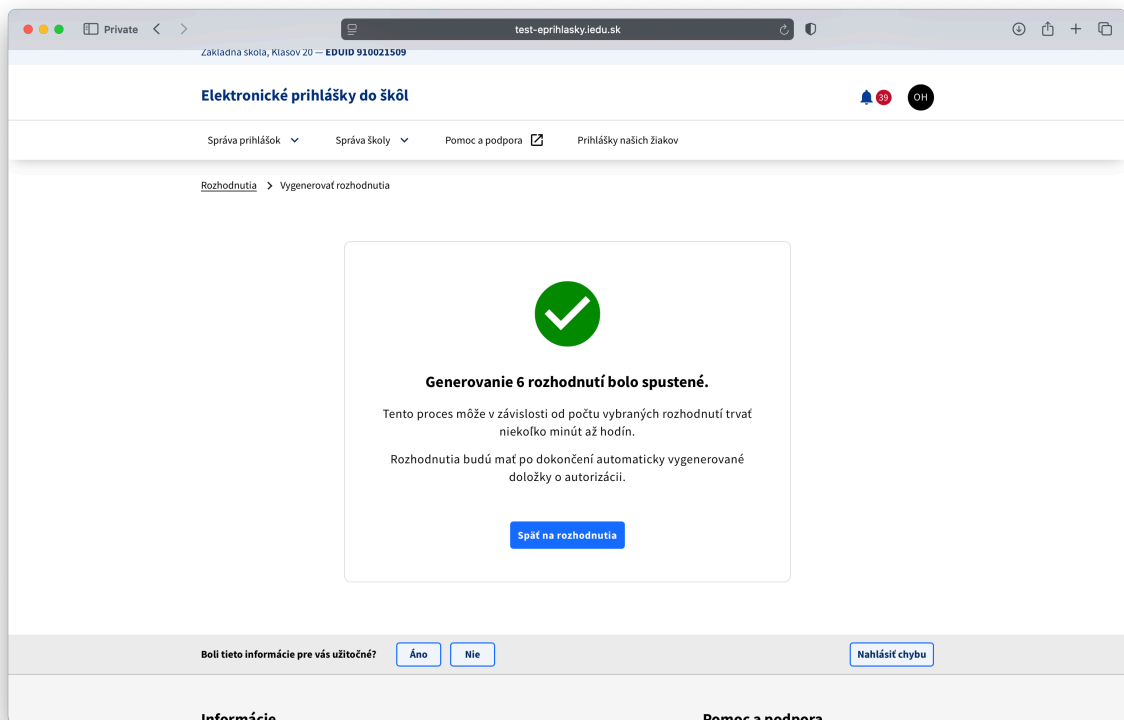 Private
test-eprihlasky.iedu.sk
Základná škola, Klasov 20 — EDUID 910021509
Elektronické prihlášky do škôl
39
OH
Správa prihlášok
Správa školy
Pomoc a podpora
Prihlášky našich žiakov
Rozhodnutia > Vygenerovať rozhodnutia
Generovanie 6 rozhodnutí bolo spustené.
Tento proces môže v závislosti od počtu vybraných rozhodnutí trvať
niekoľko minút až hodín.
Rozhodnutia budú mať po dokončení automaticky vygenerované
doložky o autorizácii.
Späť na rozhodnutia
Boli tieto informácie pre vás užitočné?
Áno
Nie
Nahlásiť chybu
Informácie
Pomoc a podpora